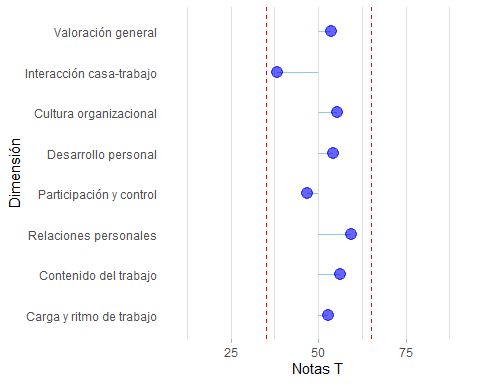 Valoración general
Interacción casa-trabajo
Cultura organizacional
Desarrollo personal
Participación y control
Relaciones personales
Contenido del trabajo
Carga y ritmo de trabajo
Dimensión
25 50 75
Notas T